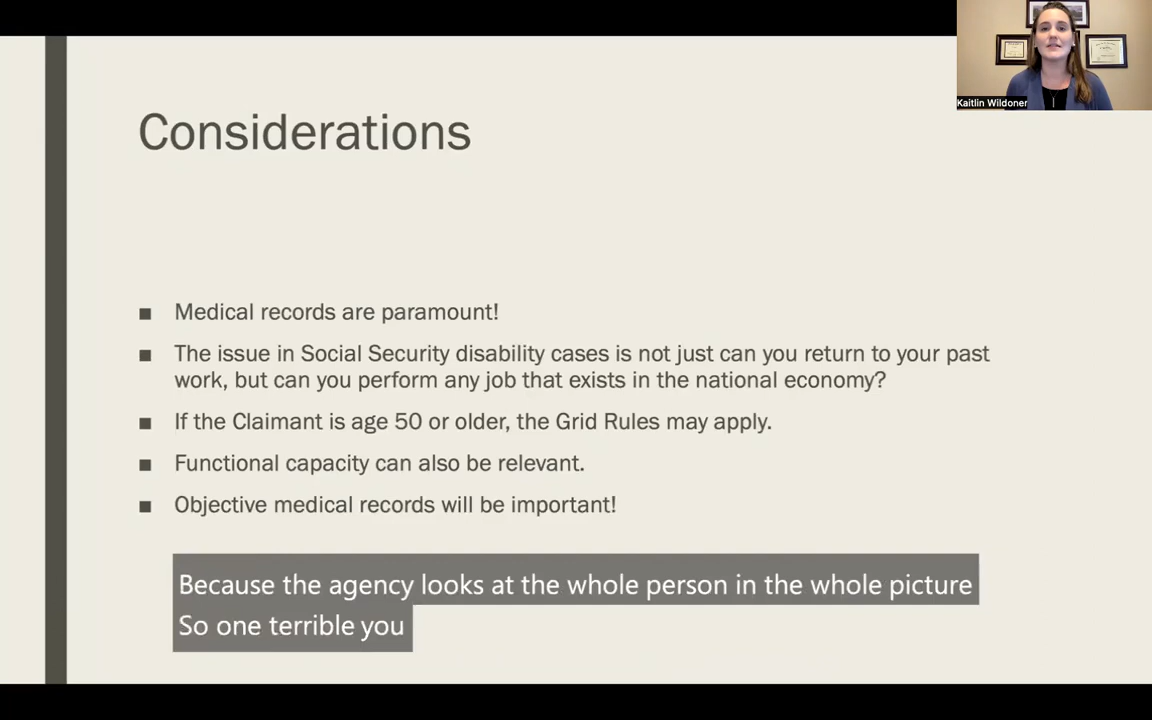 Kaitlin Wildoner
Considerations
■ Medical records are paramount!
■ The issue in Social Security disability cases is not just can you return to your past
work, but can you perform any job that exists in the national economy?
■ If the Claimant is age 50 or older, the Grid Rules may apply.
■ Functional capacity can also be relevant.
■ Objective medical records will be important!
Because the agency looks at the whole person in the whole picture
So one terrible you